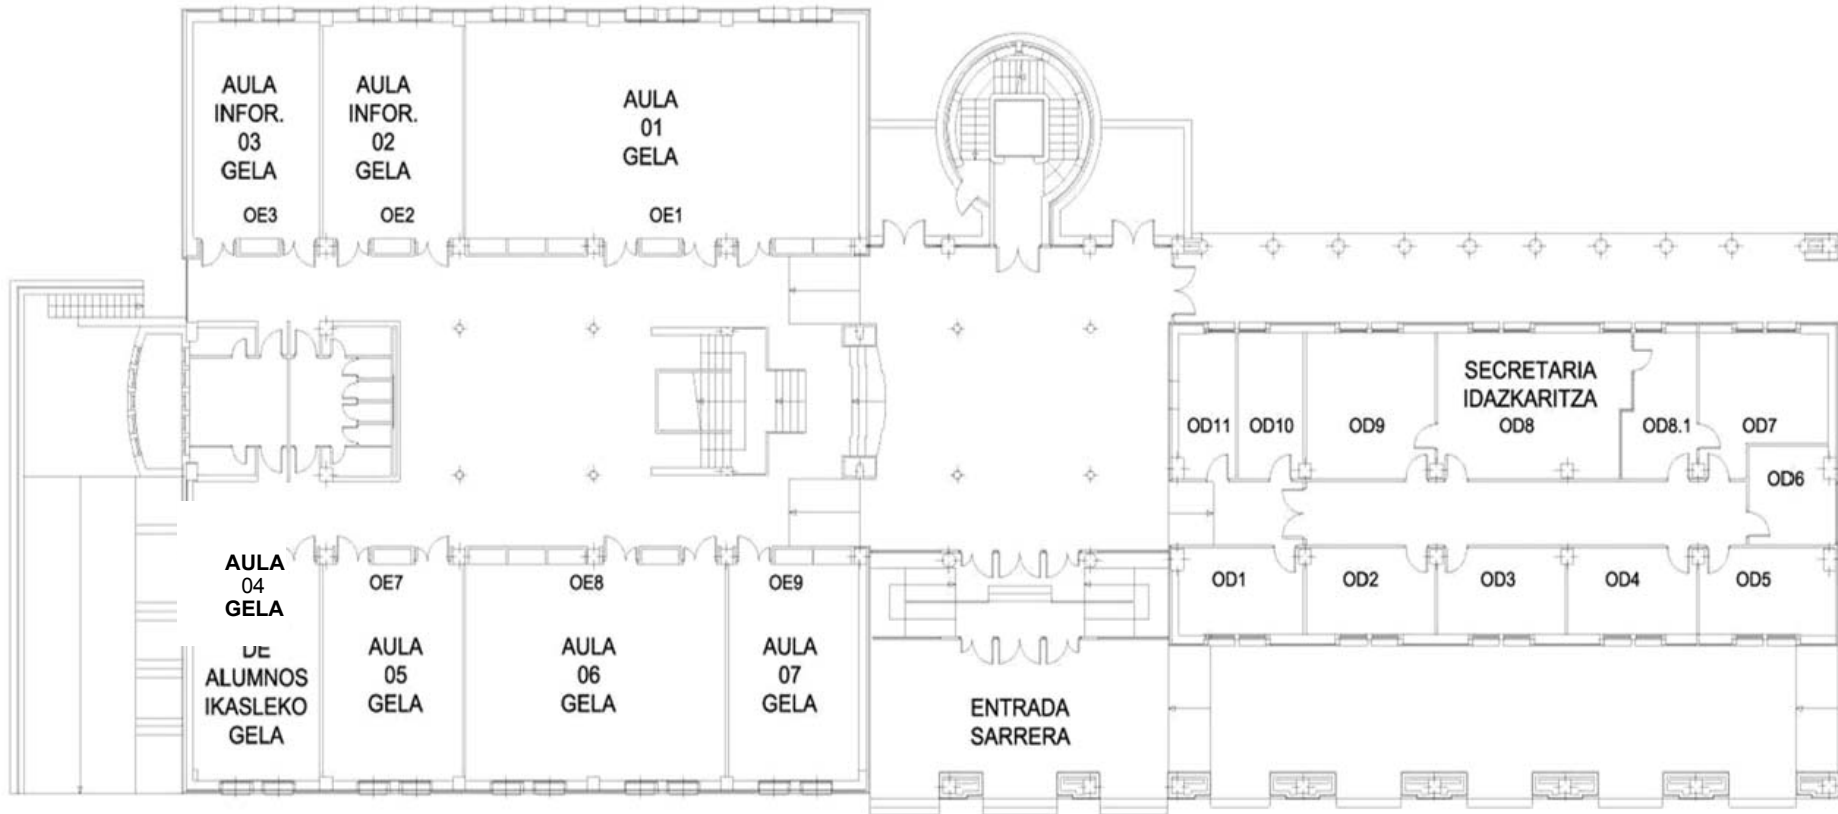 AULA
INFOR.
03
GELA
OE3
AULA
INFOR.
02
GELA
OE2
AULA
01
GELA
OE1
SECRETARIA
IDAZKARITZA
OD8
OD11
OD10
OD9
OD8.1
OD7
OD6
OD1
OD2
OD3
OD4
OD5
AULA
04
GELA
DE
ALUMNOS
IKASLEKO
GELA
OE7
AULA
05
GELA
OE8
AULA
06
GELA
OE9
AULA
07
GELA
ENTRADA
SARRERA